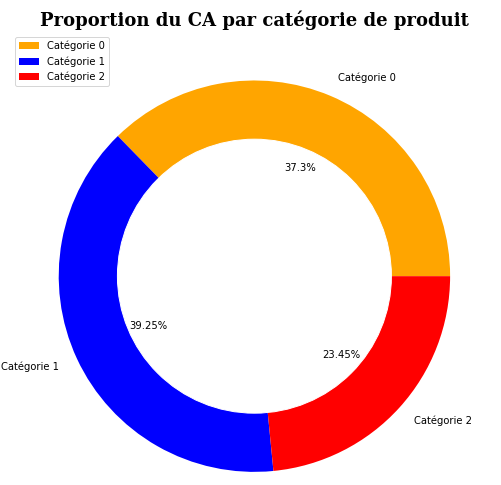 Proportion du CA par catégorie de produit
Catégorie 0
Catégorie 1
Catégorie 2
Catégorie 0
37.3%
39.25%
23.45%
Catégorie 1
Catégorie 2